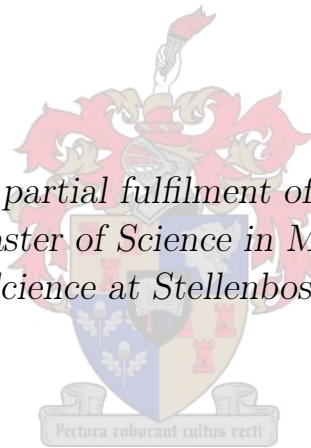 partial fulfilment of
aster of Science in M
cience at Stellenbos
Pectora roborant cultus recti